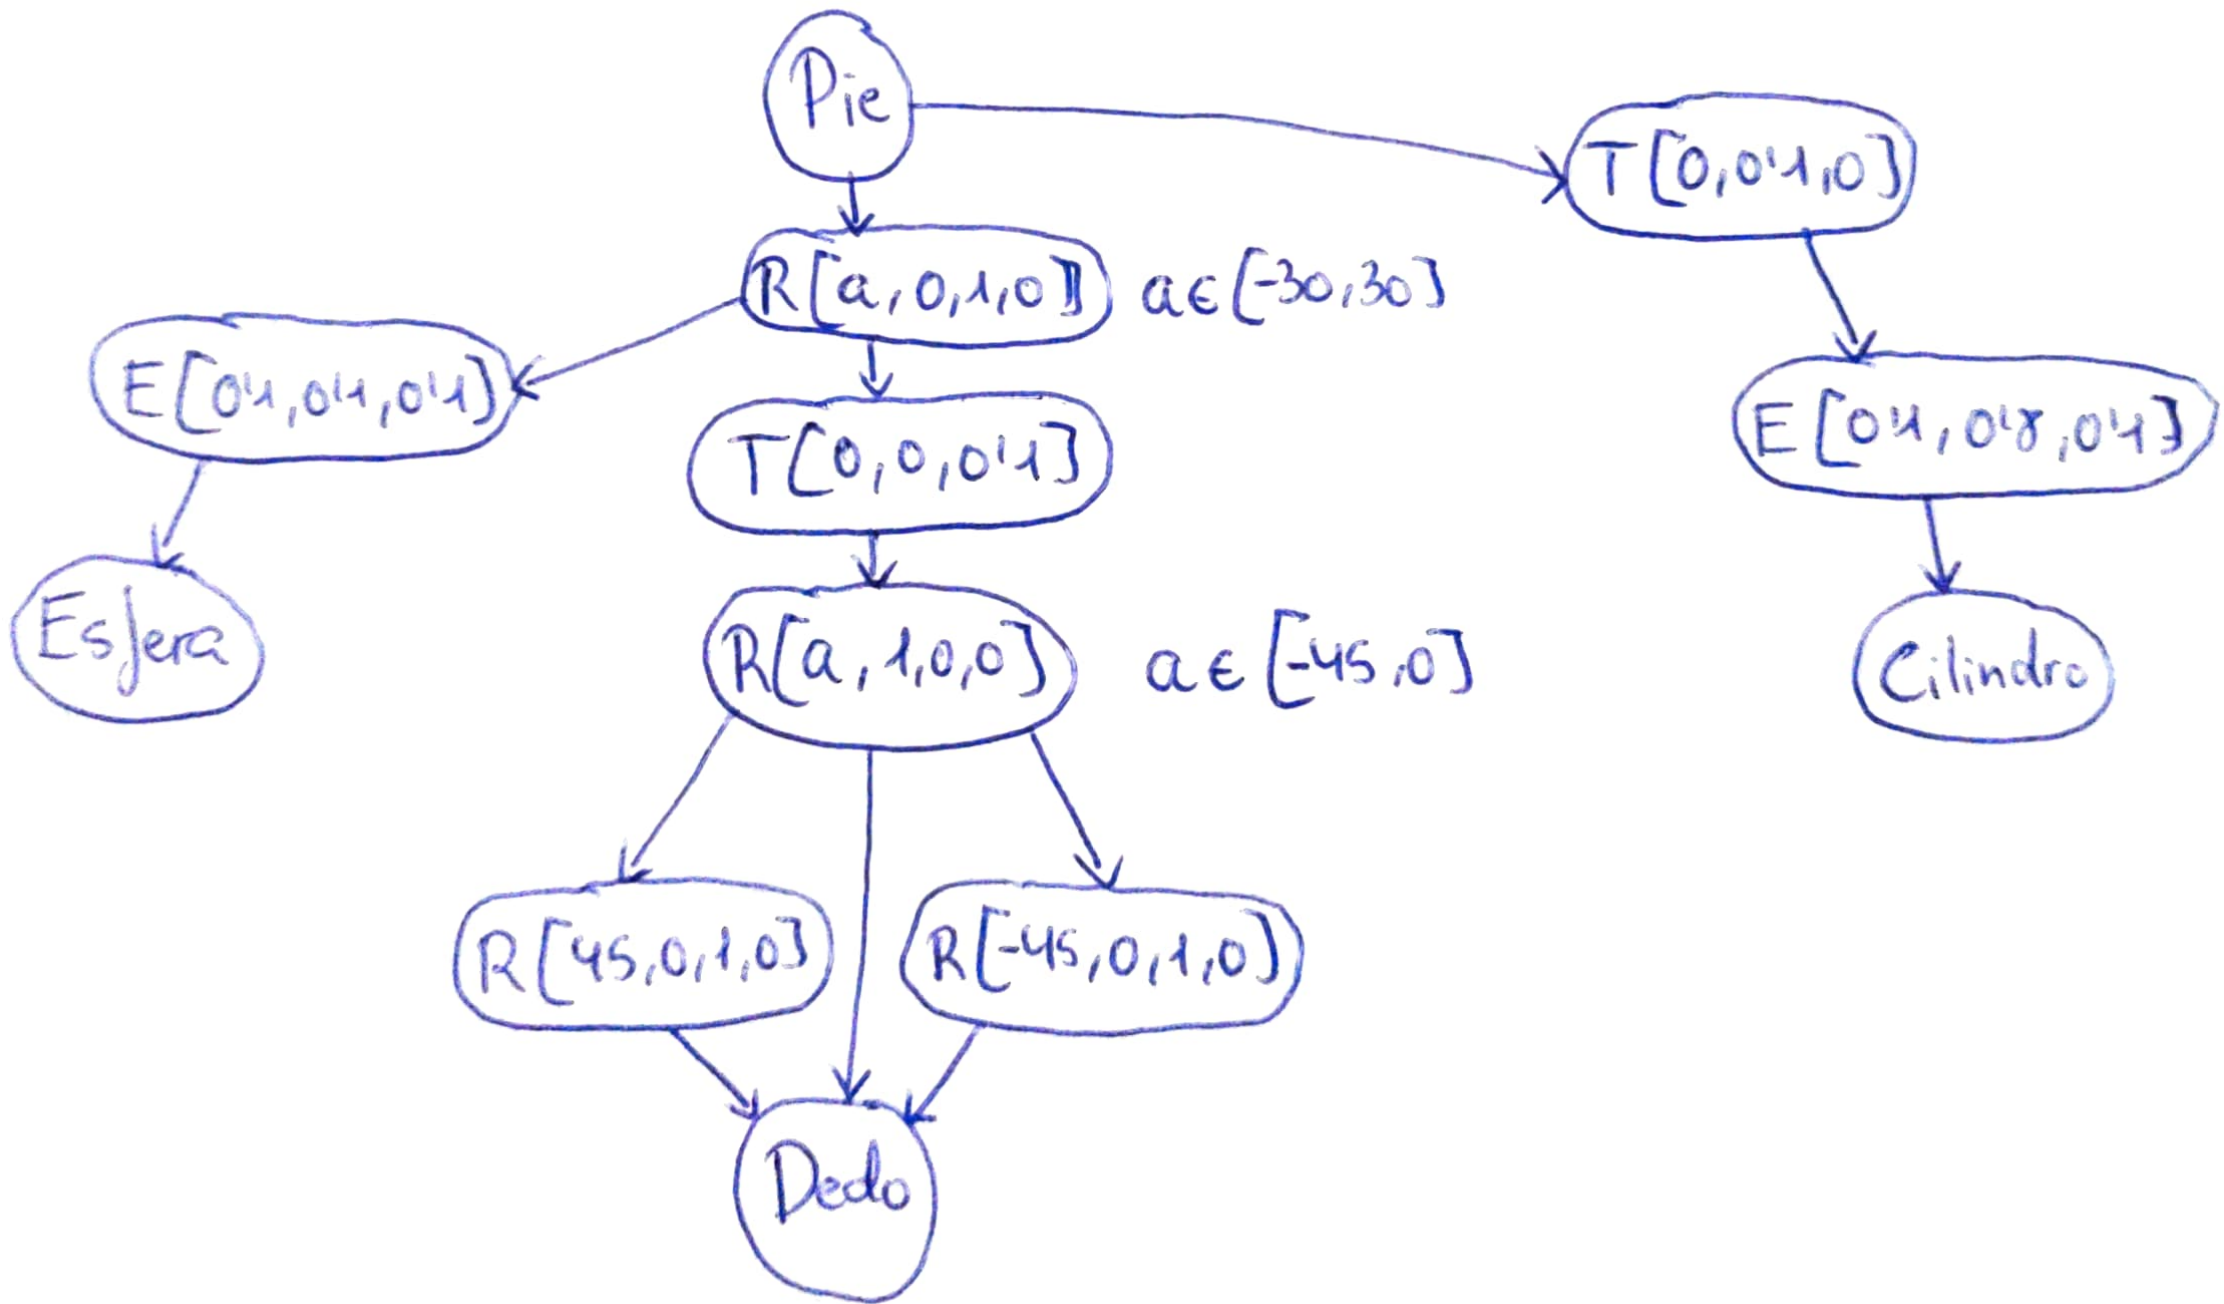 Pie
T[0,0'1,0]
R[a,0,1,0] a∈[-30,30]
E[0'1,0'1,0'1]
E[0'1,0'8,0'1]
T[0,0,0'1]
Esfera
R[a,1,0,0] a∈[-45,0]
Cilindro
R[45,0,1,0]
R[-45,0,1,0]
Dedo